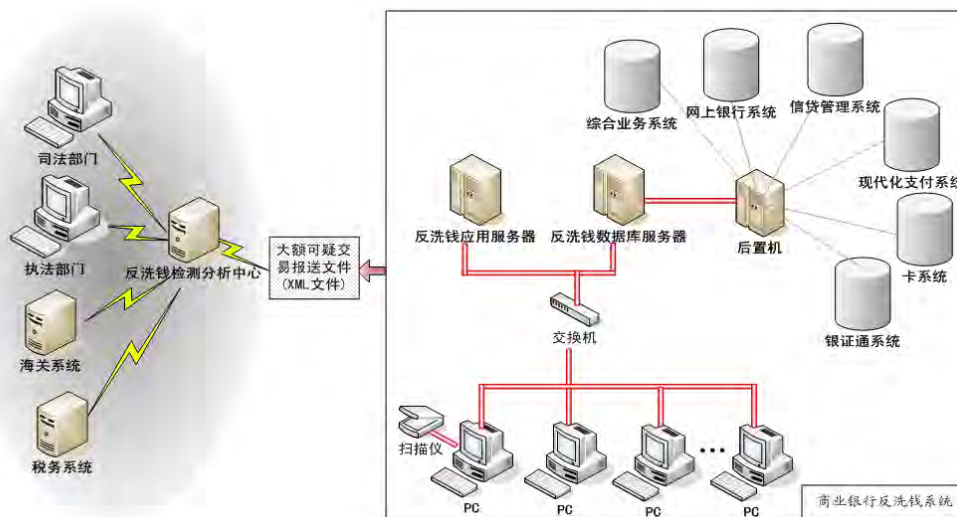 司法部门
执法部门
海关系统
税务系统
反洗钱检测分析中心
大额可疑交
易报送文件
(XML文件)
综合业务系统
网上银行系统
信贷管理系统
现代化支付系统
卡系统
银证通系统
反洗钱应用服务器
反洗钱数据库服务器
后置机
交换机
扫描仪
PC
PC
PC
PC
商业银行反洗钱系统